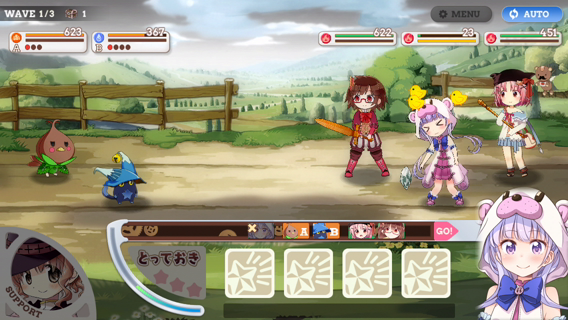 WAVE 1/3 1
MENU
AUTO
623
A
367
B
622
23
451
A B
GO!
とっておき
SUPPORT